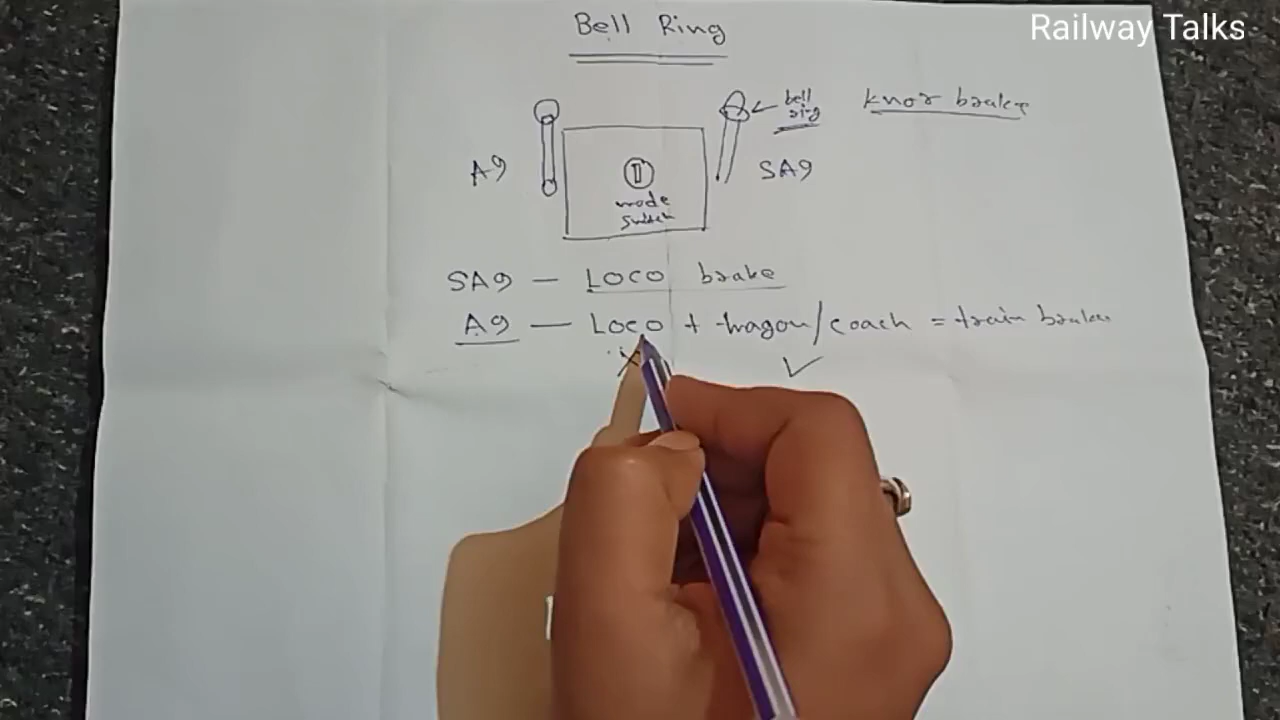 Railway Talks
Bell Ring
bell
ring
knor brake
A9
SA9
mode
switch
SA9 — LOCO brake
A9 — LOCO + wagon/coach = train brake